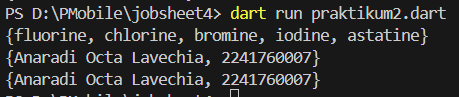 PS D:\PMobile\jobsheet4> dart run praktikum2.dart
{fluorine, chlorine, bromine, iodine, astatine}
{Anaradi Octa Lavechia, 2241760007}
{Anaradi Octa Lavechia, 2241760007}